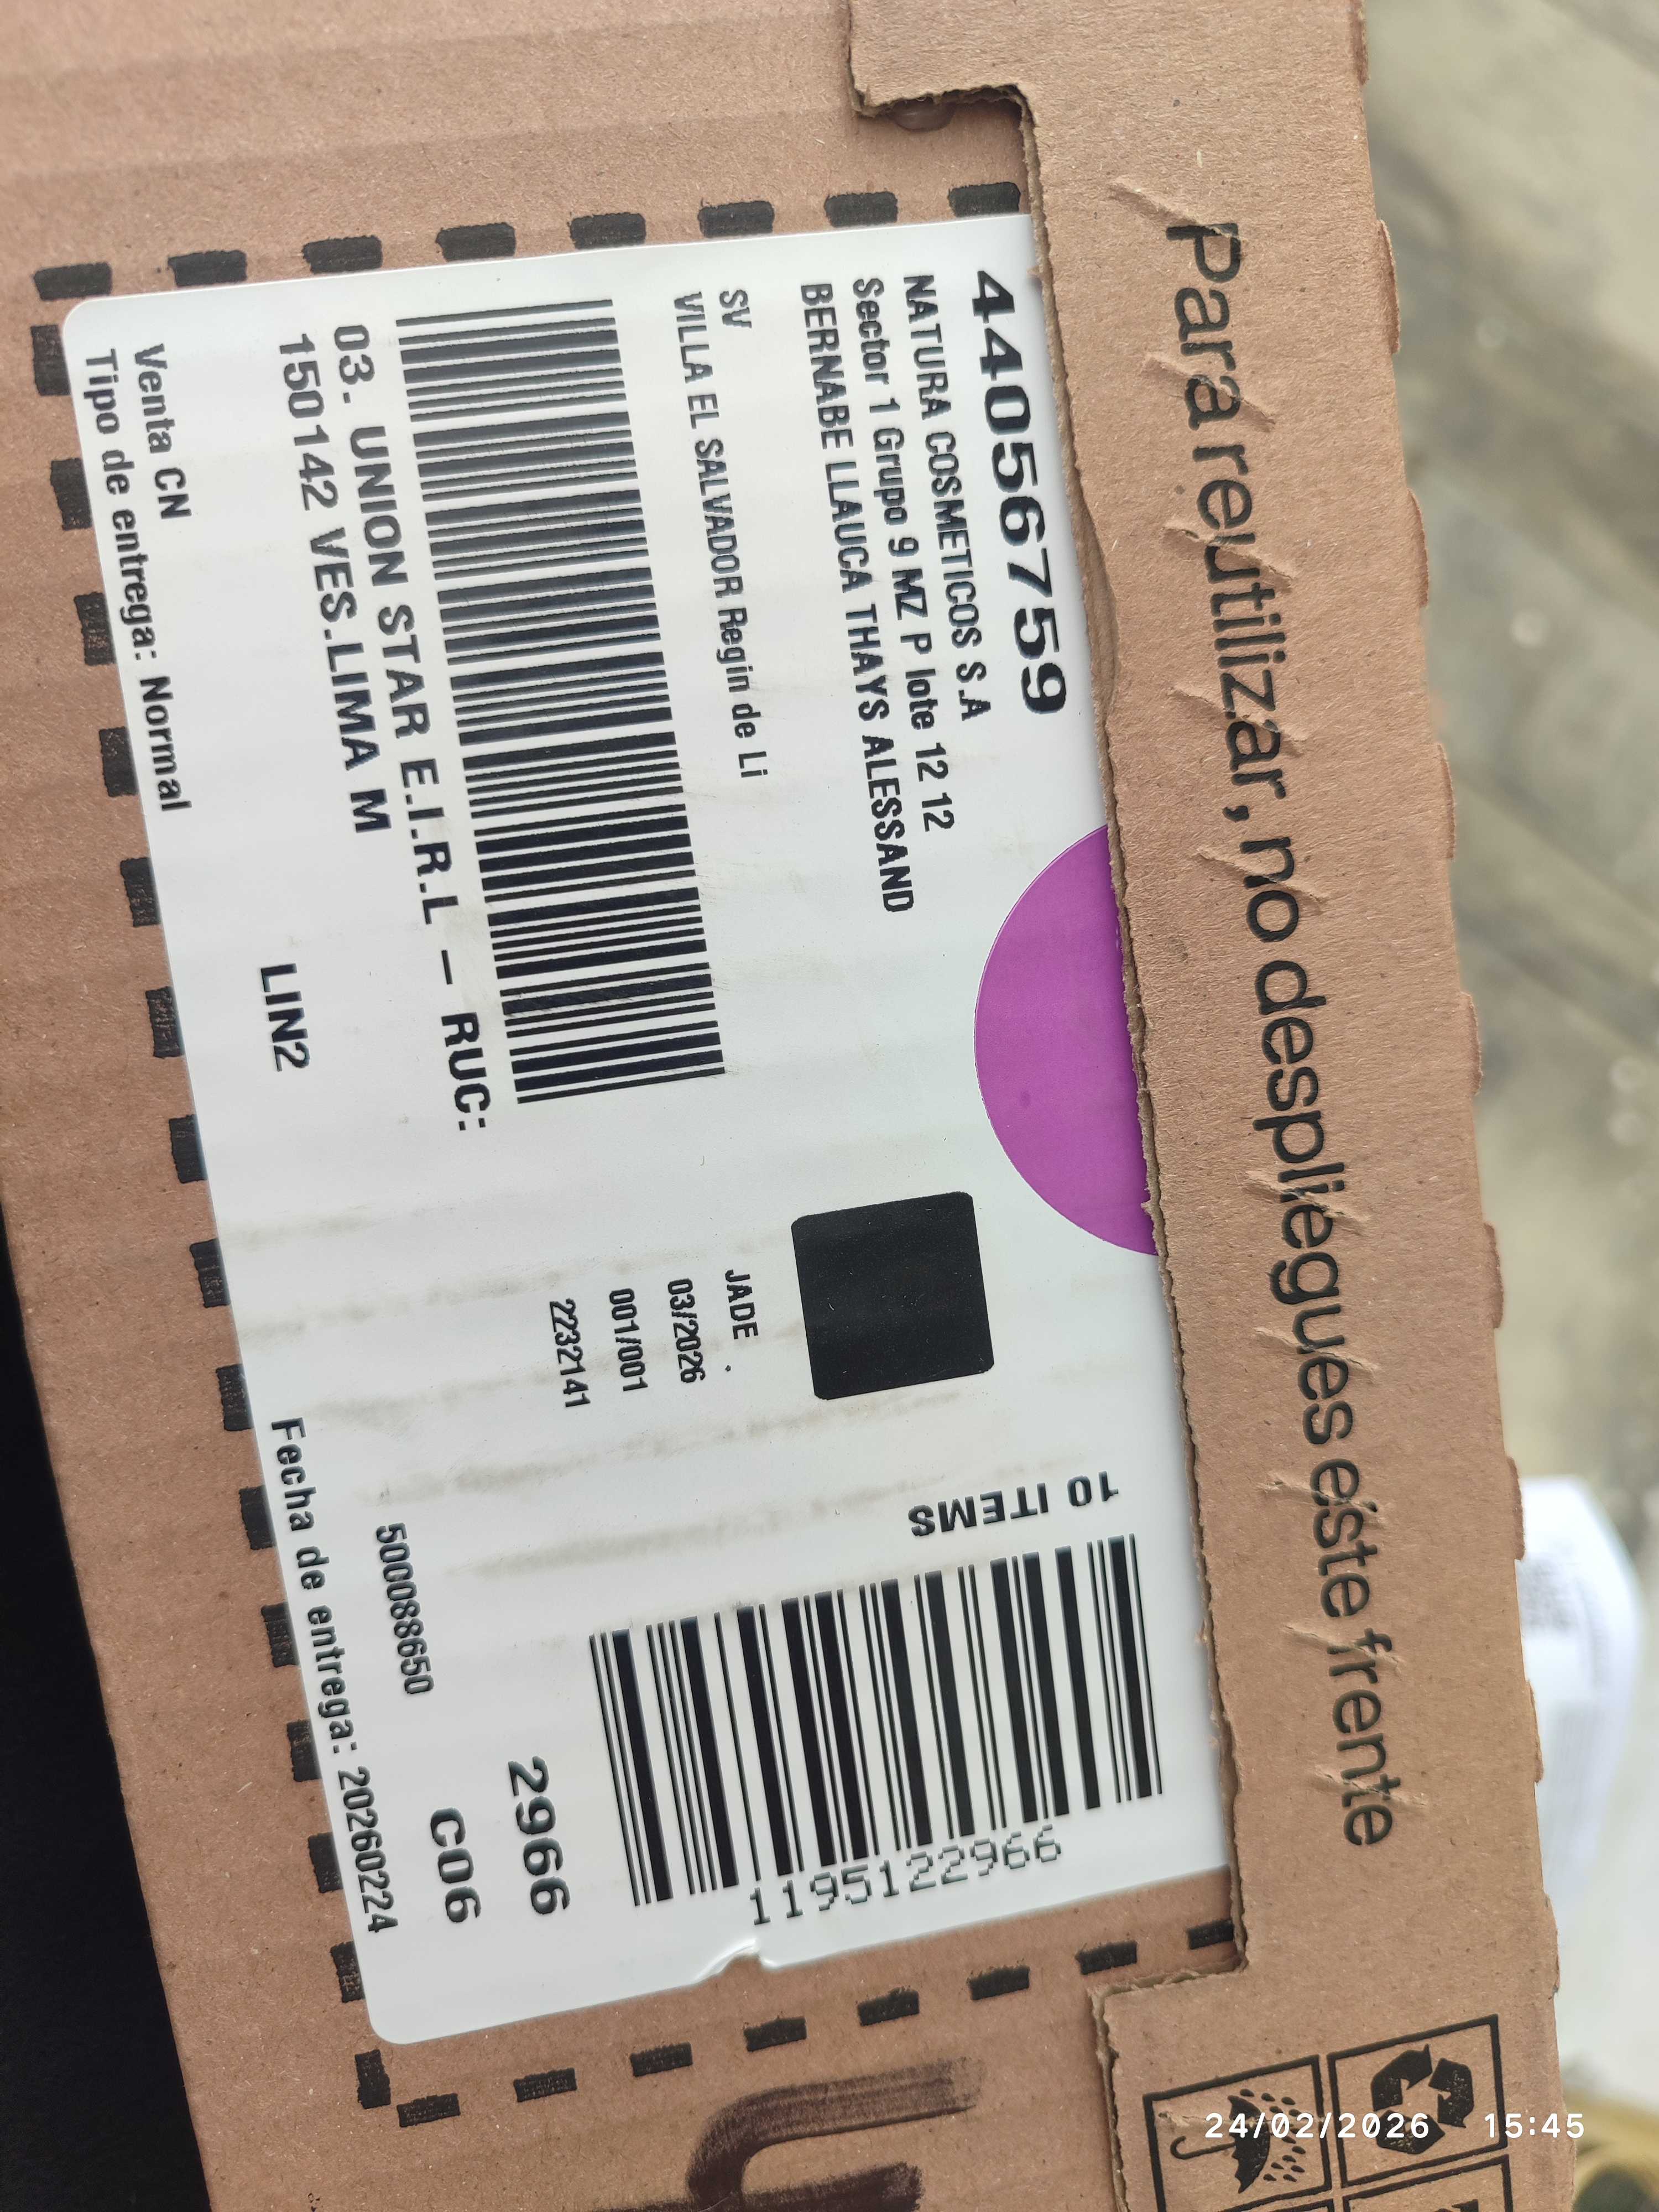 Para reutilizar, no despliegues este frente
440567759
NATURA COSMETICOS S.A
Sector 1 Grupo 9 MZ P lote 12 12
BERNABE LLAUCA THAYS ALESSAND
SV
VILLA EL SALVADOR Regin de Li
03. UNION STAR E.I.R.L – RUC:
150142 VES.LIMA M
LIN2
Venta CN
Tipo de entrega: Normal
JADE .
03/2026
001/001
2232141
10 ITEMS
1195122966
2966
C06
500088650
Fecha de entrega: 20260224
24/02/2026 15:45